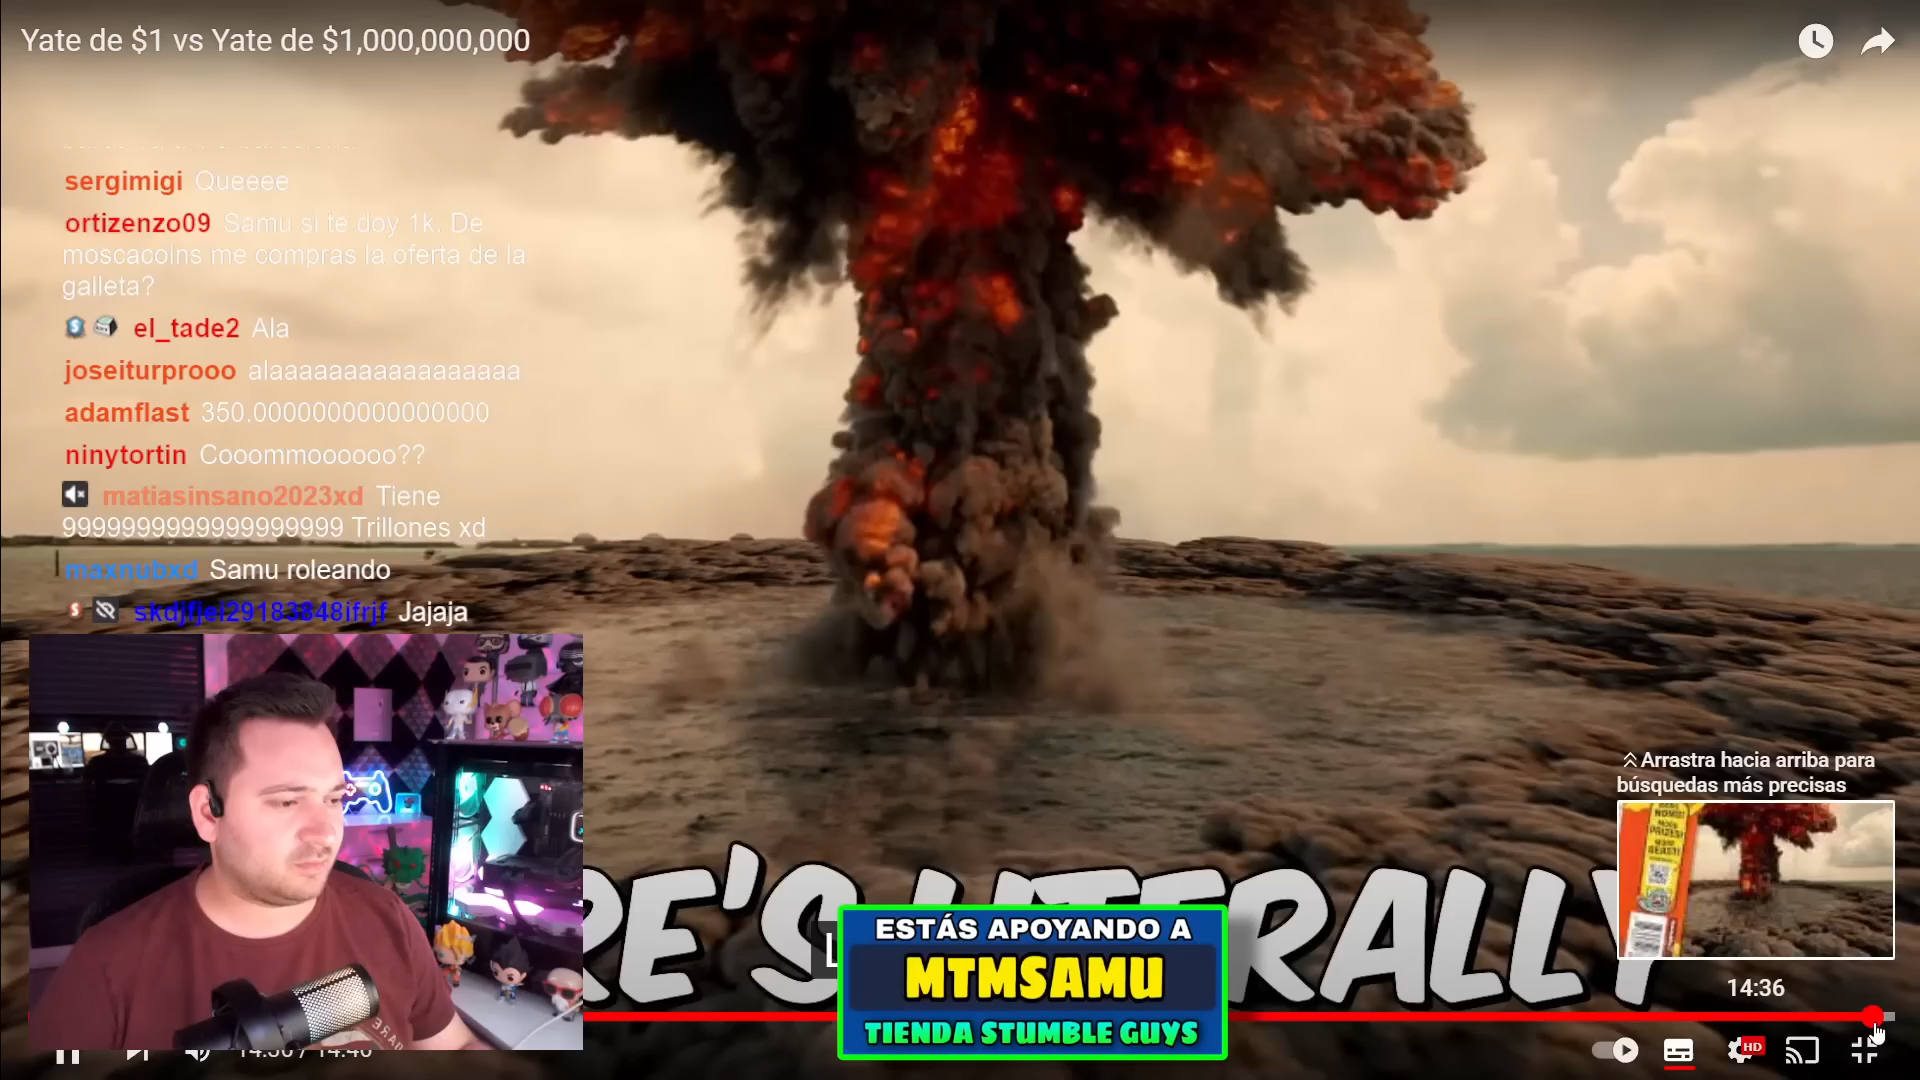 Yate de $1 vs Yate de $1,000,000,000
sergimigi Queeee
ortizenzo09 Samu si te doy 1k. De
moscacolns me compras la oferta de la
galleta?
el_tade2 Ala
joseiturprooo alaaaaaaaaaaaaaaaaa
adamflast 350.0000000000000000
ninytortin Cooommoooooo??
matiasinsano2023xd Tiene
9999999999999999999 Trillones xd
maxnubxd Samu roleando
skdjfjei29183848ifrjf Jajaja
Arrastra hacia arriba para
búsquedas más precisas
14:36
RE'S LITERALLY
ESTÁS APOYANDO A
MTMSAMU
TIENDA STUMBLE GUYS
HD